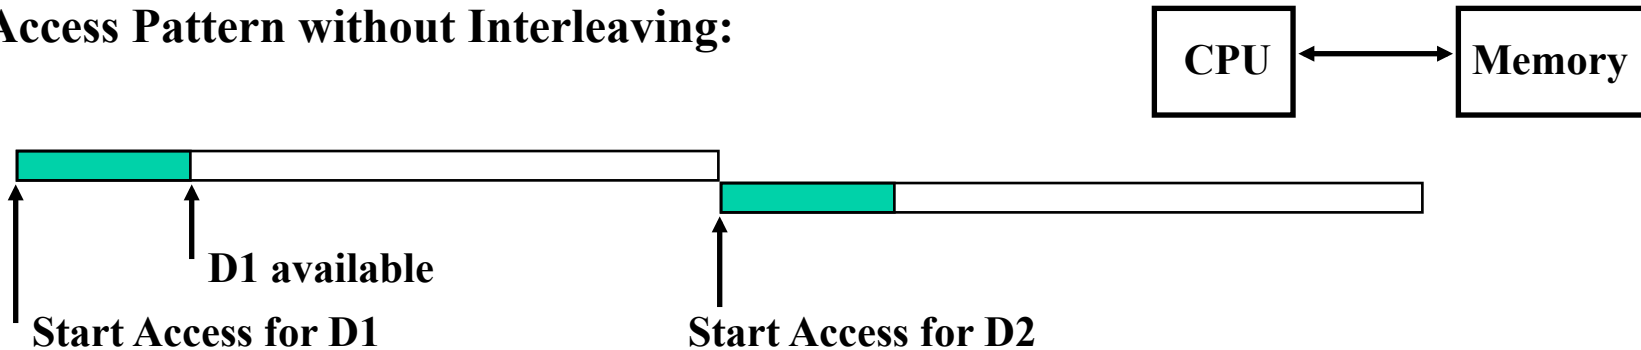 Access Pattern without Interleaving:
CPU
Memory
D1 available
Start Access for D1
Start Access for D2